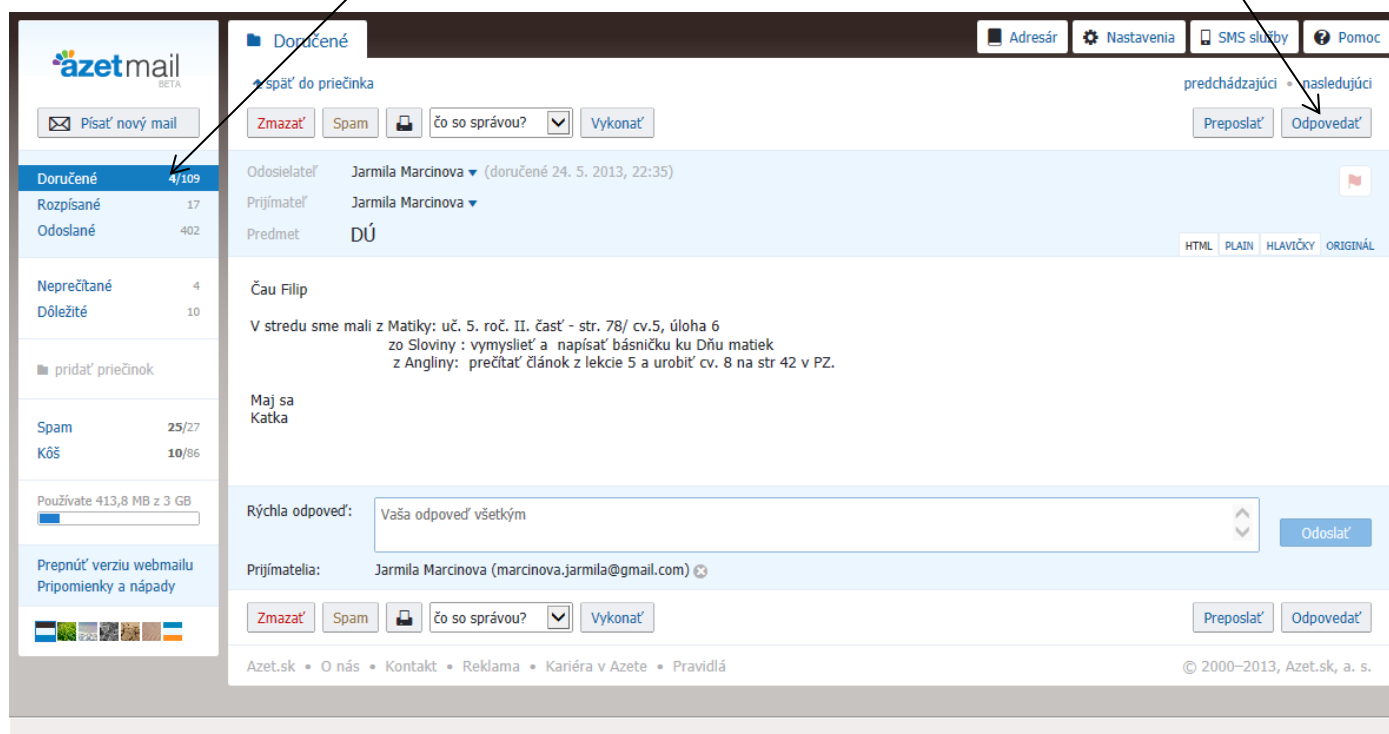 Doručené
Adresár
Nastavenia
SMS služby
Pomoc
azetmail
BETA
späť do priečinka
predchádzajúci • nasledujúci
Písať nový mail
Zmazať Spam čo so správou? Vykonať
Preposlať Odpovedať
Doručené 4/109
Rozpísané 17
Odoslané 402
Neprečítané 4
Dôležité 10
pridať priečinok
Spam 25/27
Kôš 10/86
Používate 413,8 MB z 3 GB
Prepnúť verziu webmailu
Pripomienky a nápady
Odosielateľ Jarmila Marcinova (doručené 24. 5. 2013, 22:35)
Prijímateľ Jarmila Marcinova
Predmet DÚ
HTML PLAIN HLAVIČKY ORIGINÁL
Čau Filip
V stredu sme mali z Matiky: uč. 5. roč. II. časť - str. 78/ cv.5, úloha 6
zo Sloviny : vymyslieť a napísať básničku ku Dňu matiek
z Angliny: prečítať článok z lekcie 5 a urobiť cv. 8 na str 42 v PZ.
Maj sa
Katka
Rýchla odpoveď: Vaša odpoveď všetkým
Odoslať
Prijímatelia: Jarmila Marcinova (marcinova.jarmila@gmail.com)
Zmazať Spam čo so správou? Vykonať
Preposlať Odpovedať
Azet.sk • O nás • Kontakt • Reklama • Kariéra v Azete • Pravidlá
© 2000–2013, Azet.sk, a. s.